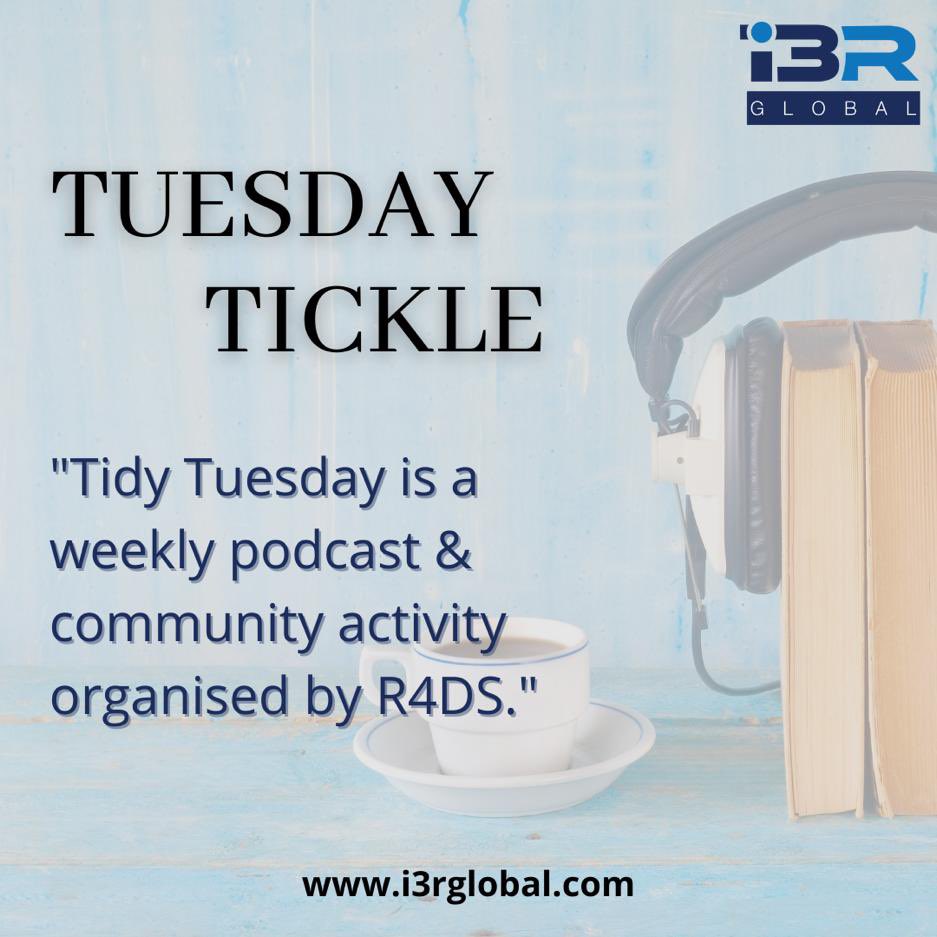 i3R
GLOBAL
TUESDAY
TICKLE
"Tidy Tuesday is a
weekly podcast &
community activity
organised by R4DS."
www.i3rglobal.com